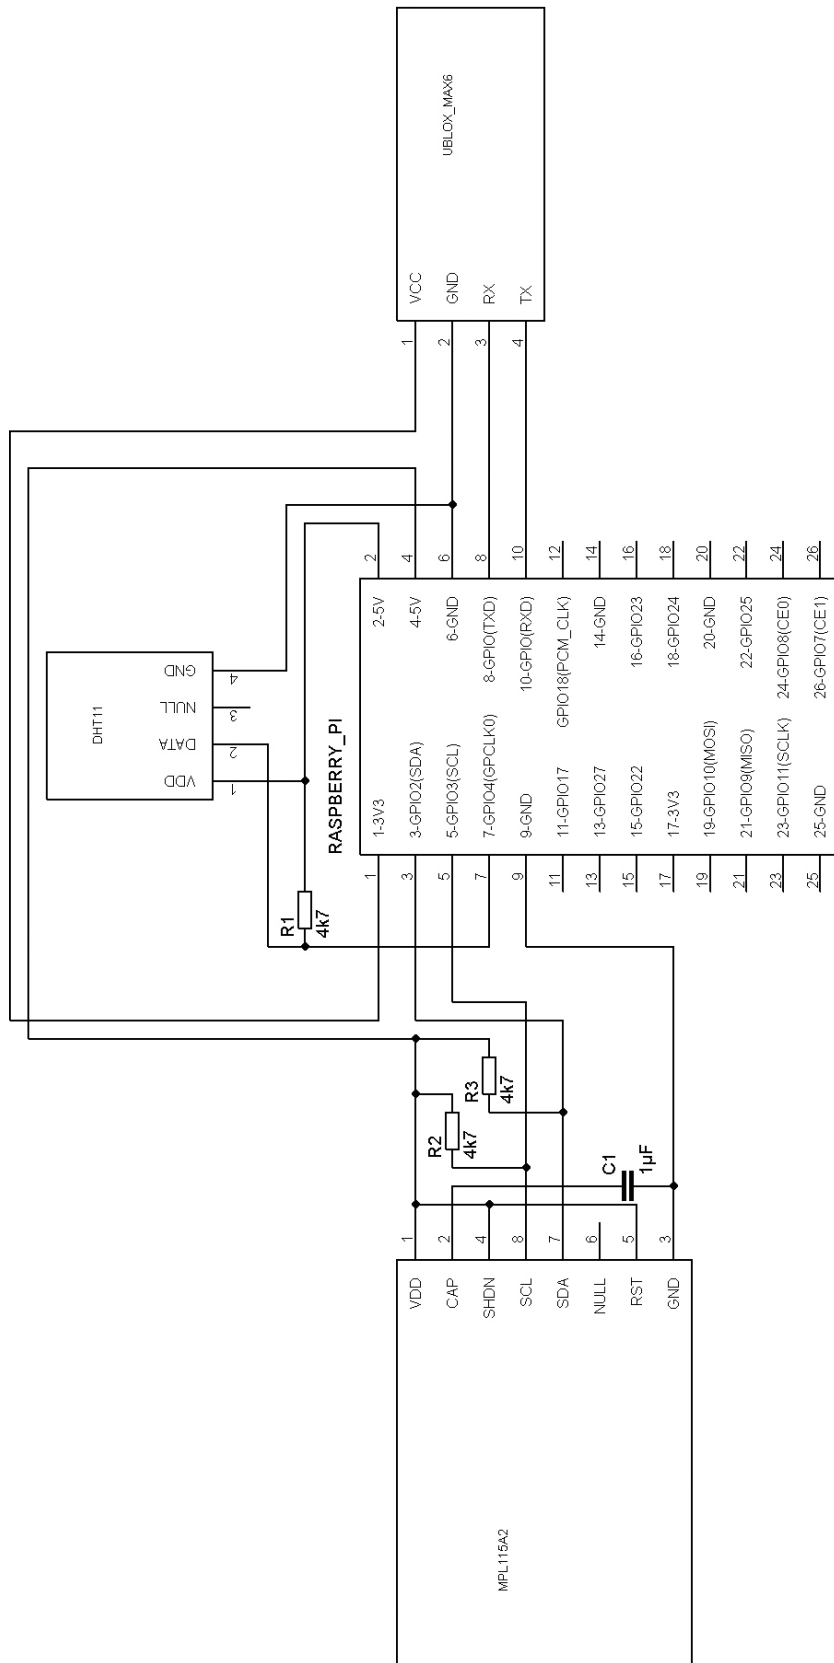 UBLOX_MAX6
VCC
GND
RX
TX
1
2
3
4
DHT11
GND
NULL
DATA
VDD
4
3
2
1
RASPBERRY_PI
2
4
6
8
10
12
14
16
18
20
22
24
26
2-5V
4-5V
6-GND
8-GPIO(TXD)
10-GPIO(RXD)
GPIO18(PCM_CLK)
14-GND
16-GPIO23
18-GPIO24
20-GND
22-GPIO25
24-GPIO8(CE0)
26-GPIO7(CE1)
1-3V3
3-GPIO2(SDA)
5-GPIO3(SCL)
7-GPIO4(GPCLK0)
9-GND
11-GPIO17
13-GPIO27
15-GPIO22
17-3V3
19-GPIO10(MOSI)
21-GPIO9(MISO)
23-GPIO11(SCLK)
25-GND
1
3
5
7
9
11
13
15
17
19
21
23
25
R1
4k7
R3
4k7
R2
4k7
C1
1µF
1
2
4
8
7
6
5
3
VDD
CAP
SHDN
SCL
SDA
NULL
RST
GND
MPL115A2